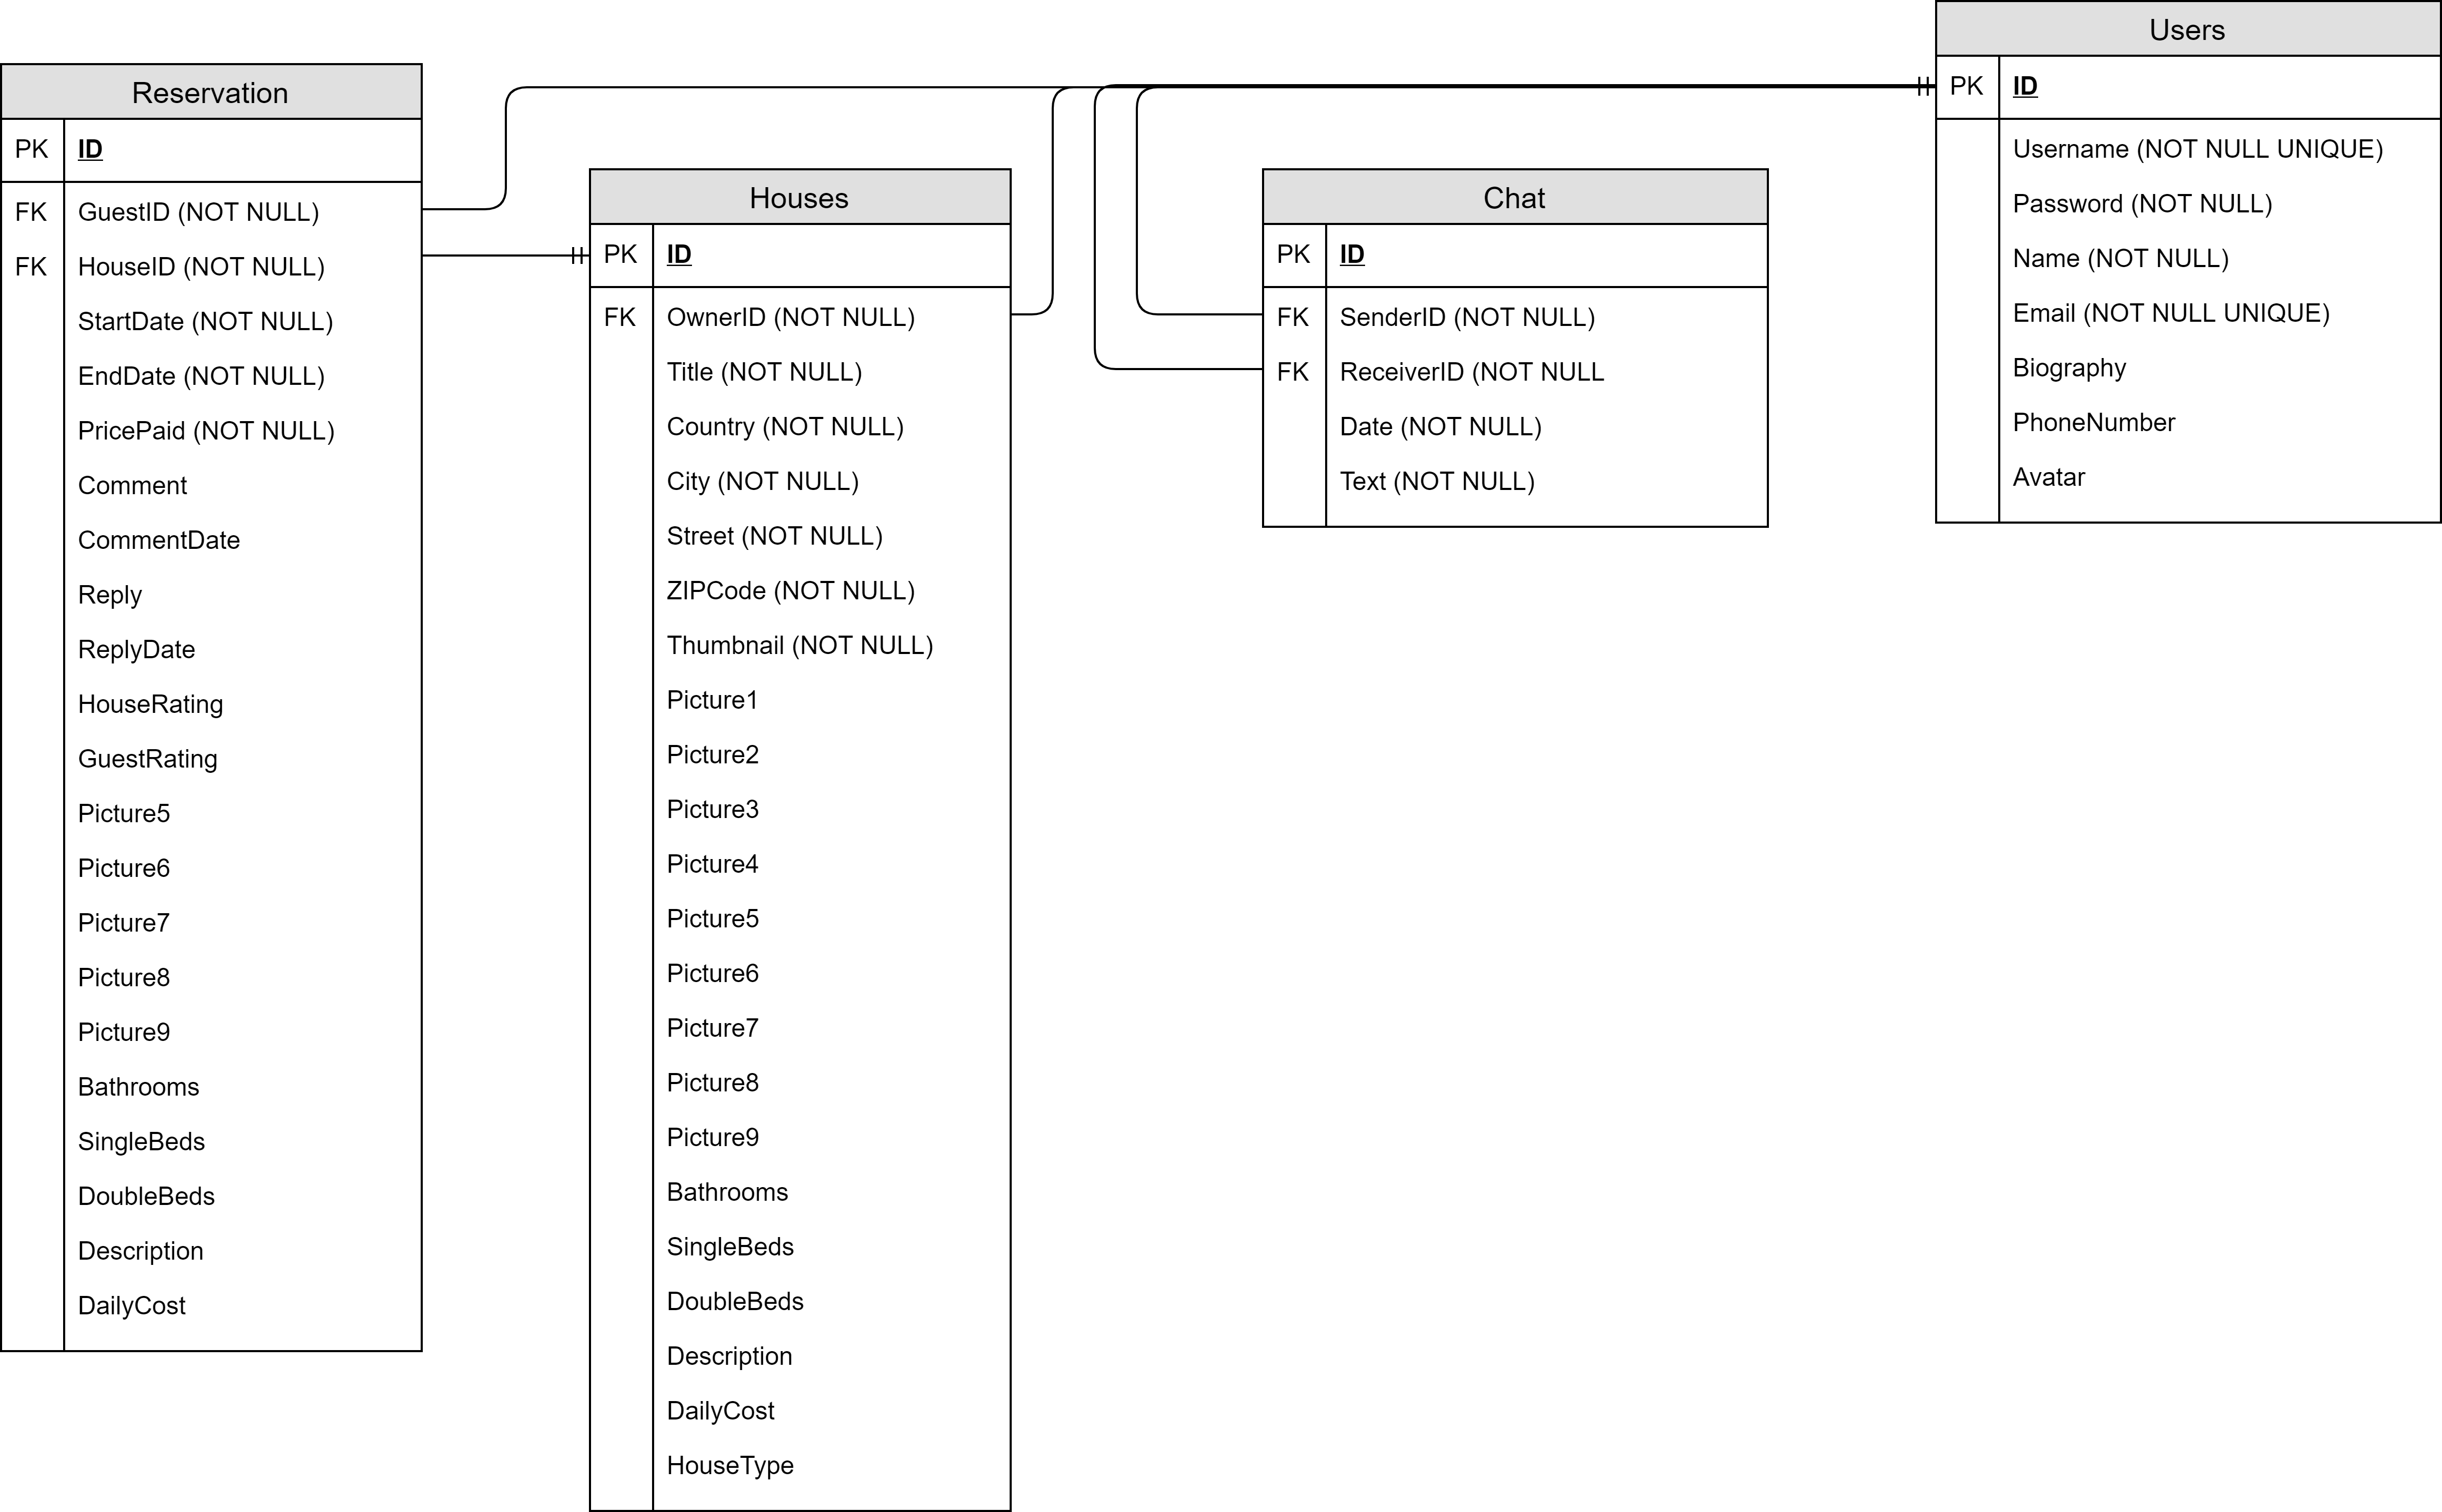 Reservation
PK ID
FK GuestID (NOT NULL)
FK HouseID (NOT NULL)
StartDate (NOT NULL)
EndDate (NOT NULL)
PricePaid (NOT NULL)
Comment
CommentDate
Reply
ReplyDate
HouseRating
GuestRating
Picture5
Picture6
Picture7
Picture8
Picture9
Bathrooms
SingleBeds
DoubleBeds
Description
DailyCost
Houses
PK ID
FK OwnerID (NOT NULL)
Title (NOT NULL)
Country (NOT NULL)
City (NOT NULL)
Street (NOT NULL)
ZIPCode (NOT NULL)
Thumbnail (NOT NULL)
Picture1
Picture2
Picture3
Picture4
Picture5
Picture6
Picture7
Picture8
Picture9
Bathrooms
SingleBeds
DoubleBeds
Description
DailyCost
HouseType
Chat
PK ID
FK SenderID (NOT NULL)
FK ReceiverID (NOT NULL
Date (NOT NULL)
Text (NOT NULL)
Users
PK ID
Username (NOT NULL UNIQUE)
Password (NOT NULL)
Name (NOT NULL)
Email (NOT NULL UNIQUE)
Biography
PhoneNumber
Avatar